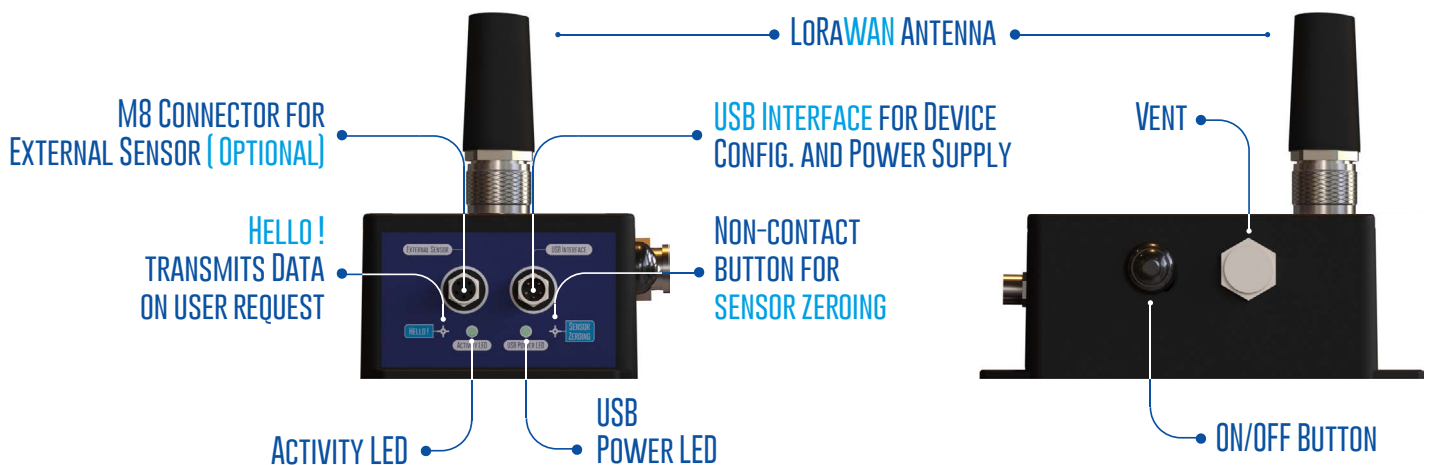 LoRaWAN Antenna
M8 Connector for
External Sensor ( Optional)
USB Interface for Device
Config. and Power Supply
Vent
Hello !
transmits Data
on user request
Non-contact
button for
sensor zeroing
External Sensor
USB Interface
Hello !
Sensor
Zeroing
Activity LED
USB Power LED
Activity LED
USB
Power LED
ON/OFF Button